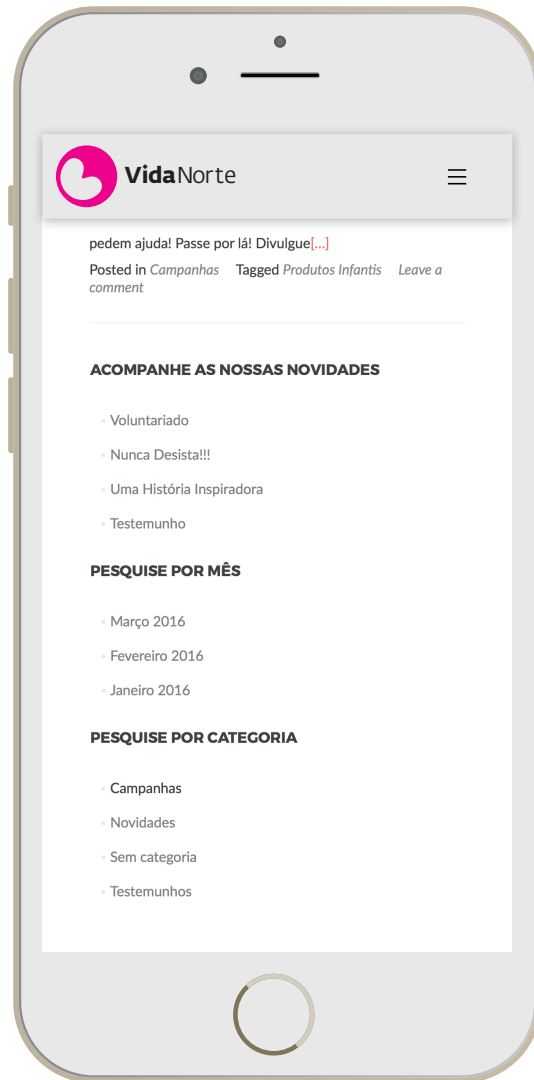 VidaNorte
pedem ajuda! Passe por lá! Divulgue[...]
Posted in Campanhas Tagged Produtos Infantis Leave a
comment
ACOMPANHE AS NOSSAS NOVIDADES
Voluntariado
Nunca Desista!!!
Uma História Inspiradora
Testemunho
PESQUISE POR MÊS
Março 2016
Fevereiro 2016
Janeiro 2016
PESQUISE POR CATEGORIA
Campanhas
Novidades
Sem categoria
Testemunhos